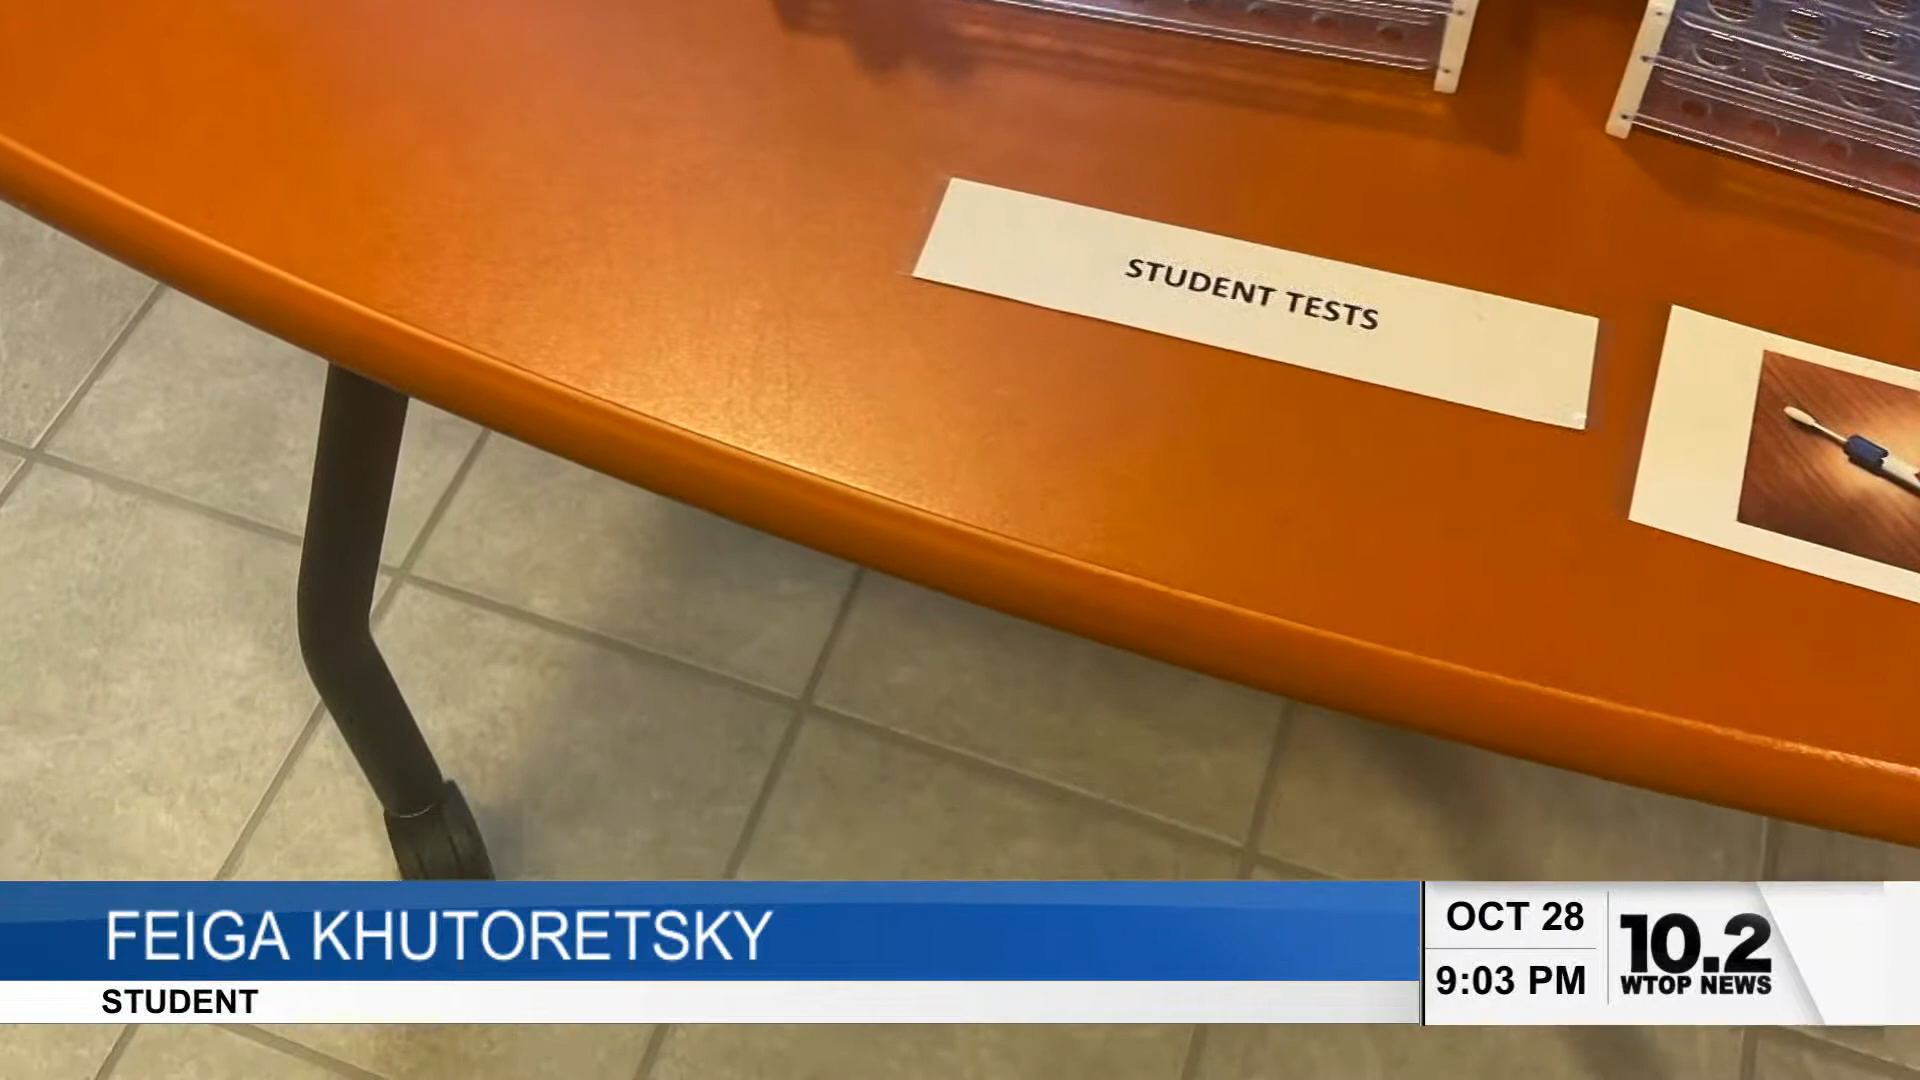 STUDENT TESTS
FEIGA KHUTORETSKY
STUDENT
OCT 28
9:03 PM
10.2
WTOP NEWS